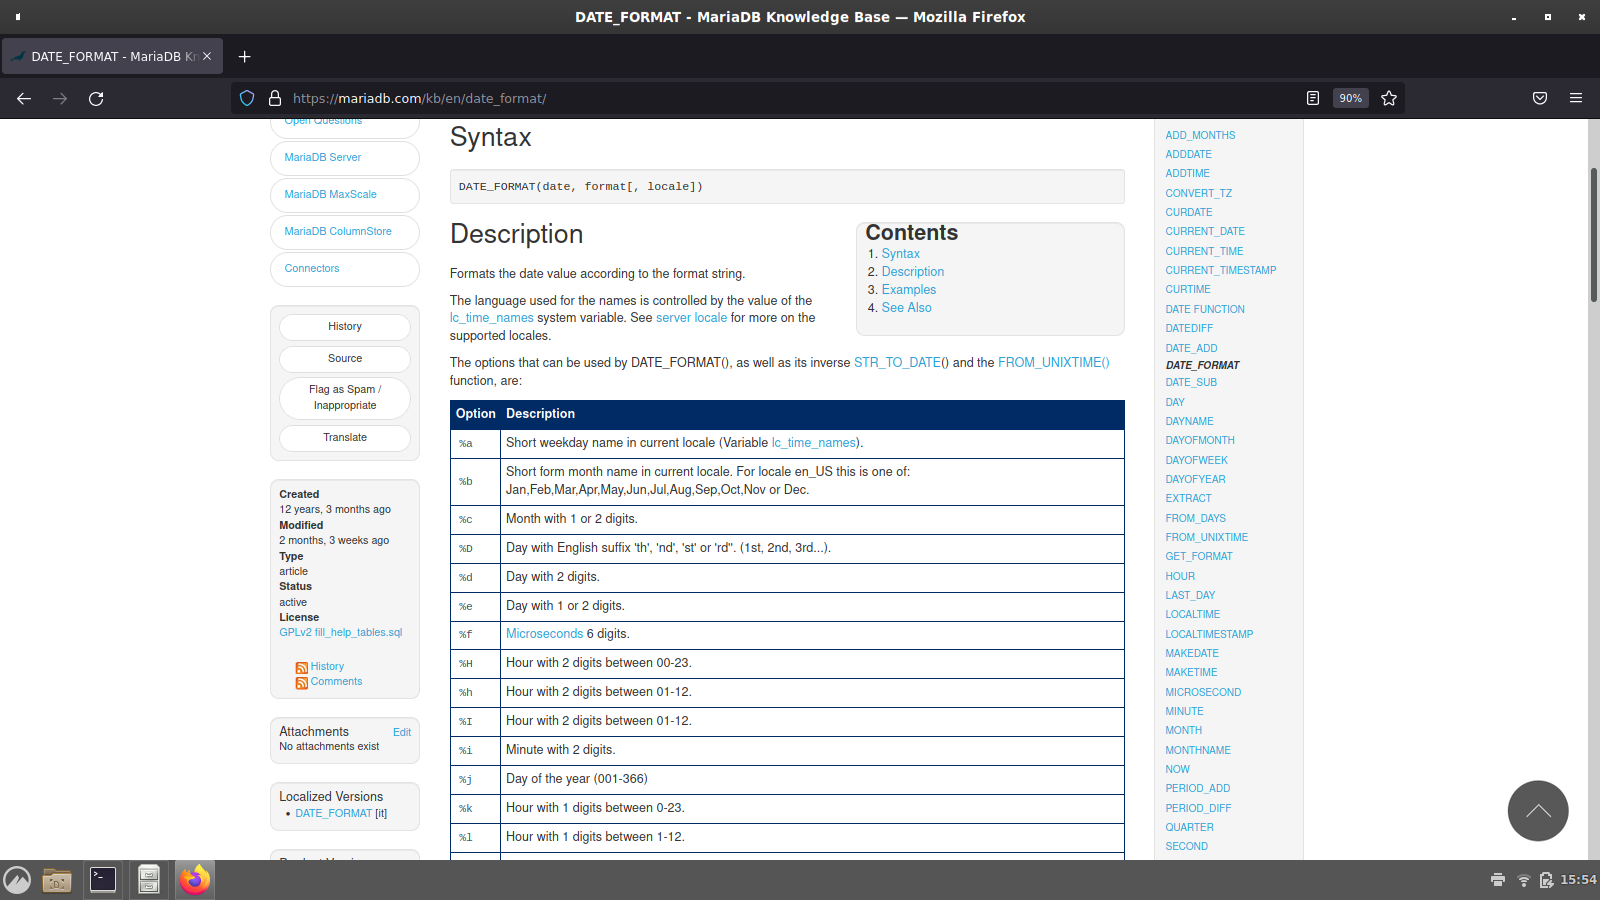 DATE_FORMAT - MariaDB Knowledge Base — Mozilla Firefox
DATE_FORMAT - MariaDB Kn
https://mariadb.com/kb/en/date_format/
90%
Open Questions
MariaDB Server
MariaDB MaxScale
MariaDB ColumnStore
Connectors
History
Source
Flag as Spam /
Inappropriate
Translate
Created
12 years, 3 months ago
Modified
2 months, 3 weeks ago
Type
article
Status
active
License
GPLv2 fill_help_tables.sql
History
Comments
Attachments Edit
No attachments exist
Localized Versions
• DATE_FORMAT [it]
Syntax
DATE_FORMAT(date, format[, locale])
Description
Formats the date value according to the format string.
The language used for the names is controlled by the value of the
lc_time_names system variable. See server locale for more on the
supported locales.
Contents
1. Syntax
2. Description
3. Examples
4. See Also
The options that can be used by DATE_FORMAT(), as well as its inverse STR_TO_DATE() and the FROM_UNIXTIME()
function, are:
Option Description
%a Short weekday name in current locale (Variable lc_time_names).
%b Short form month name in current locale. For locale en_US this is one of:
Jan,Feb,Mar,Apr,May,Jun,Jul,Aug,Sep,Oct,Nov or Dec.
%c Month with 1 or 2 digits.
%D Day with English suffix 'th', 'nd', 'st' or 'rd''. (1st, 2nd, 3rd...).
%d Day with 2 digits.
%e Day with 1 or 2 digits.
%f Microseconds 6 digits.
%H Hour with 2 digits between 00-23.
%h Hour with 2 digits between 01-12.
%I Hour with 2 digits between 01-12.
%i Minute with 2 digits.
%j Day of the year (001-366)
%k Hour with 1 digits between 0-23.
%l Hour with 1 digits between 1-12.
ADD_MONTHS
ADDDATE
ADDTIME
CONVERT_TZ
CURDATE
CURRENT_DATE
CURRENT_TIME
CURRENT_TIMESTAMP
CURTIME
DATE FUNCTION
DATEDIFF
DATE_ADD
DATE_FORMAT
DATE_SUB
DAY
DAYNAME
DAYOFMONTH
DAYOFWEEK
DAYOFYEAR
EXTRACT
FROM_DAYS
FROM_UNIXTIME
GET_FORMAT
HOUR
LAST_DAY
LOCALTIME
LOCALTIMESTAMP
MAKEDATE
MAKETIME
MICROSECOND
MINUTE
MONTH
MONTHNAME
NOW
PERIOD_ADD
PERIOD_DIFF
QUARTER
SECOND
15:54